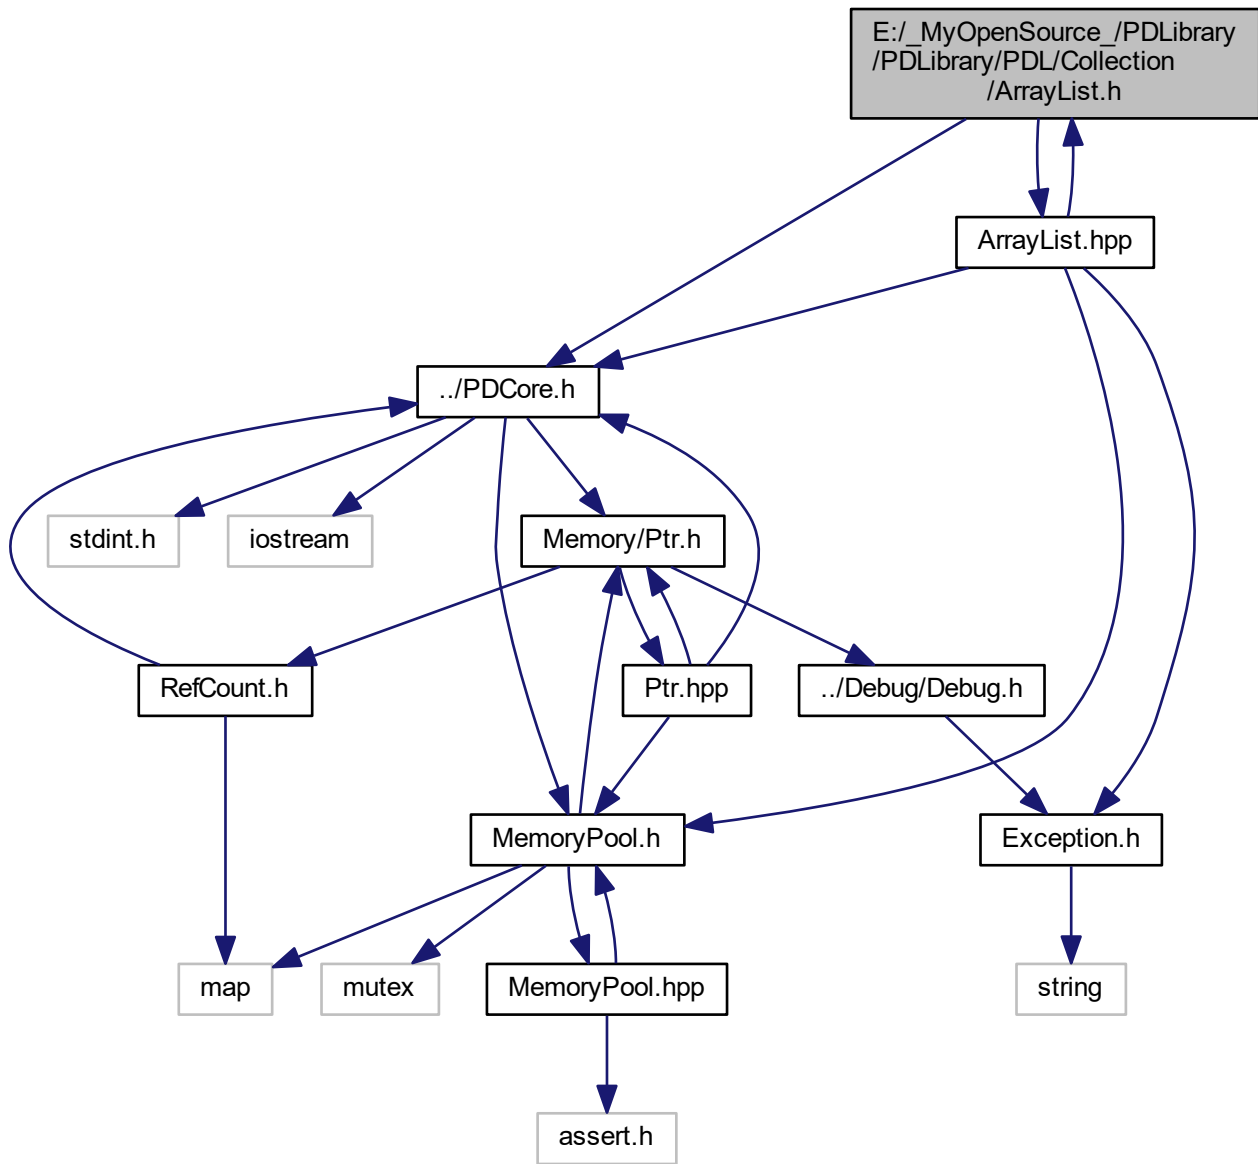 E:/_MyOpenSource_/PDLibrary
/PDLibrary/PDL/Collection
/ArrayList.h
ArrayList.hpp
../PDCore.h
stdint.h
iostream
Memory/Ptr.h
RefCount.h
Ptr.hpp
../Debug/Debug.h
MemoryPool.h
Exception.h
map
mutex
MemoryPool.hpp
string
assert.h